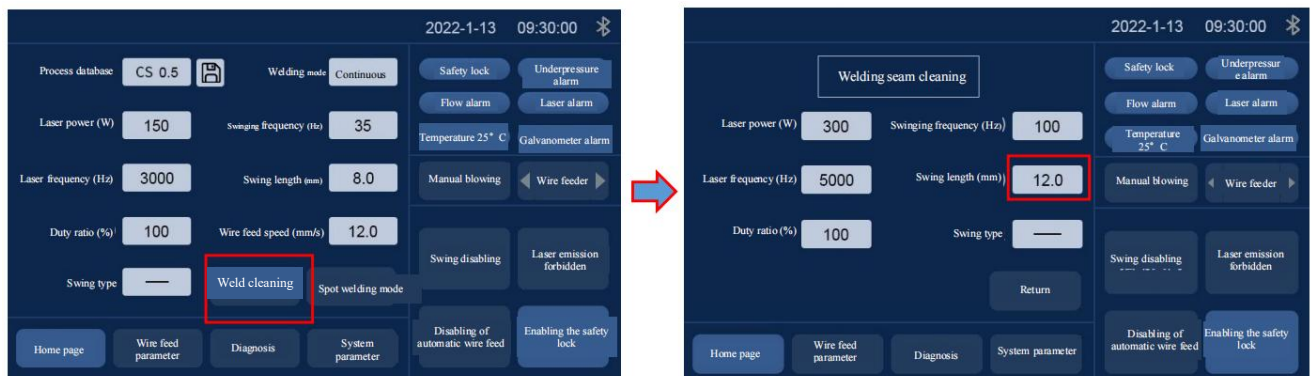 2022-1-13 09:30:00
Process database CS 0.5 Welding mode Continuous
Safety lock Underpressure
alarm
Flow alarm Laser alarm
Laser power (W) 150 Swinging frequency (Hz) 35
Temperature 25° C Galvanometer alarm
Laser frequency (Hz) 3000 Swing length (mm) 8.0
Manual blowing Wire feeder
Duty ratio (%) 100 Wire feed speed (mm/s) 12.0
Swing disabling Laser emission
forbidden
Swing type Weld cleaning Spot welding mode
Disabling of
automatic wire feed
Enabling the safety
lock
Home page Wire feed
parameter
Diagnosis System
parameter
2022-1-13 09:30:00
Welding seam cleaning
Safety lock Underpressur
e alarm
Flow alarm Laser alarm
Laser power (W) 300 Swinging frequency (Hz)) 100
Temperature
25° C
Galvanometer alarm
Laser frequency (Hz) 5000 Swing length (mm)) 12.0
Manual blowing Wire feeder
Duty ratio (%) 100 Swing type
Swing disabling Laser emission
forbidden
Return
Disabling of
automatic wire feed
Enabling the safety
lock
Home page Wire feed
parameter
Diagnosis System parameter